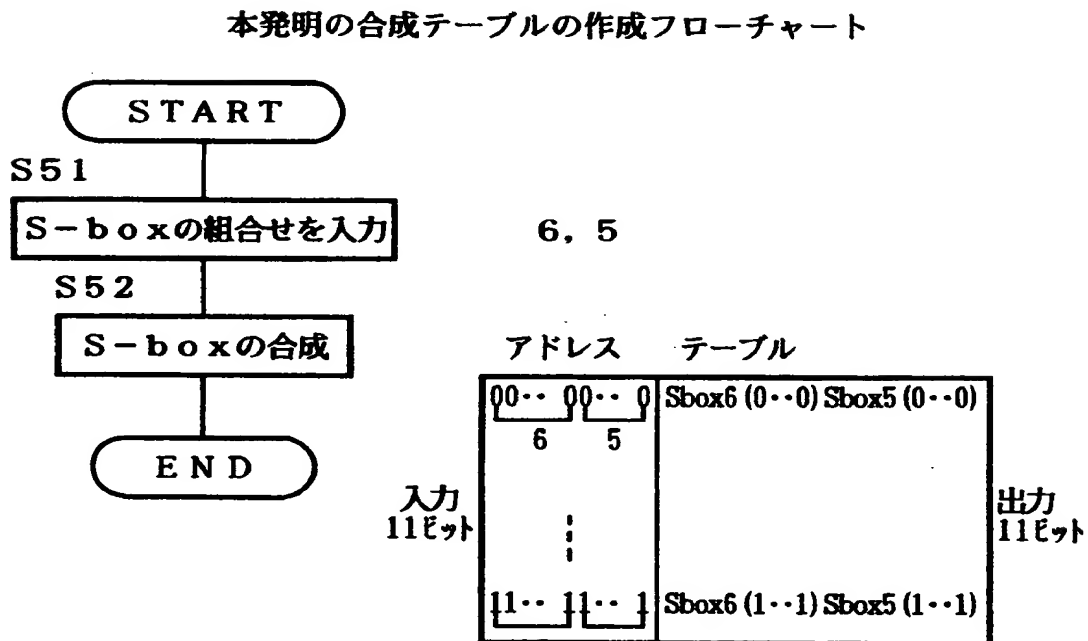 本発明の合成テーブルの作成フローチャート
START
S51
S-boxの組合せを入力
6, 5
S52
S-boxの合成
END
アドレス テーブル
00‥ 00‥ 0 Sbox6(0‥0)Sbox5(0‥0)
6 5
入力
11ビット
出力
11ビット
11‥ 11‥ 1 Sbox6(1‥1)Sbox5(1‥1)